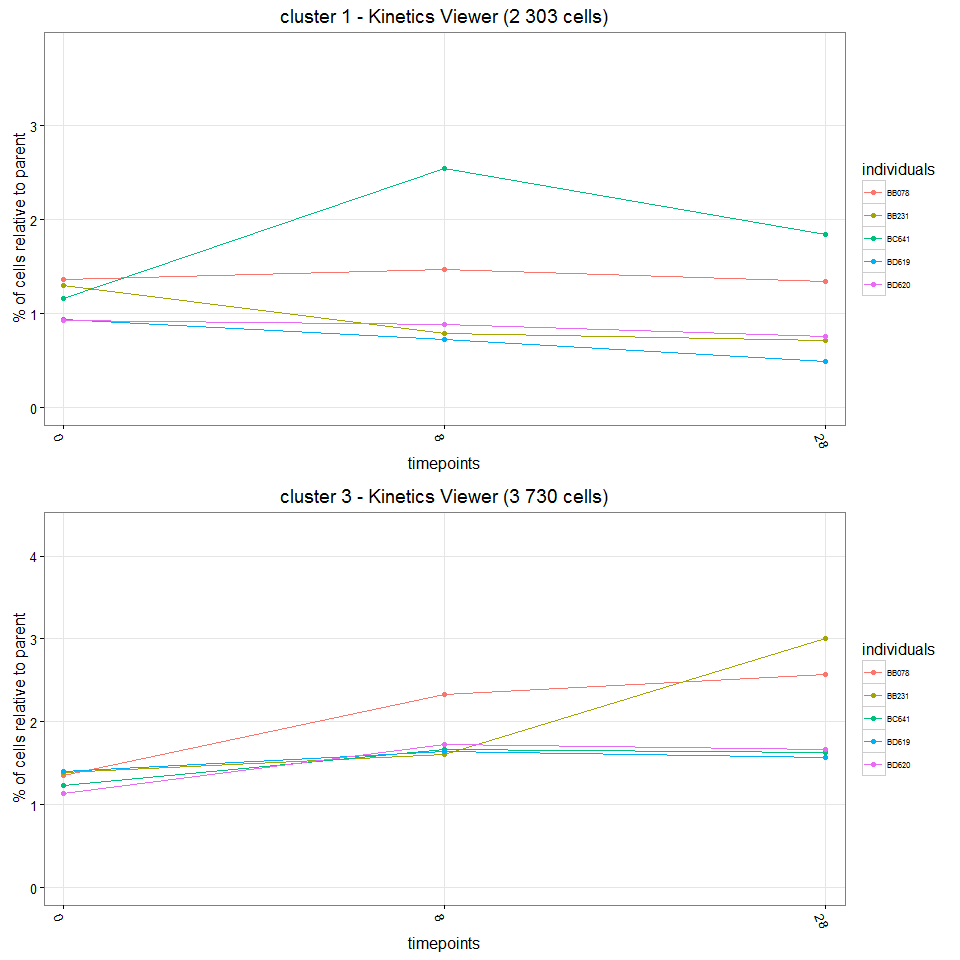 cluster 1 - Kinetics Viewer (2 303 cells)
% of cells relative to parent
3
2
1
0
0
8
28
timepoints
individuals
BB078
BB231
BC641
BD619
BD620
cluster 3 - Kinetics Viewer (3 730 cells)
% of cells relative to parent
4
3
2
1
0
0
8
28
timepoints
individuals
BB078
BB231
BC641
BD619
BD620